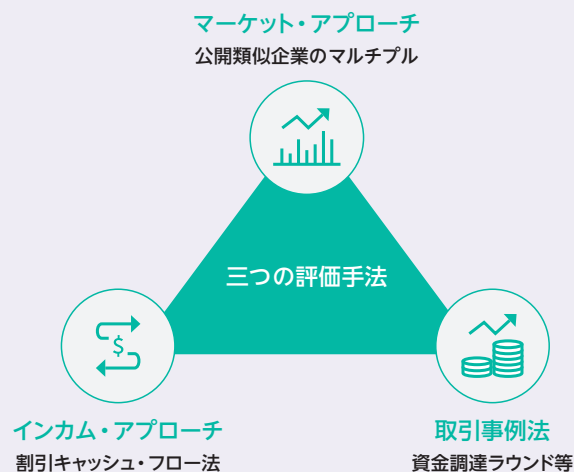 マーケット・アプローチ
公開類似企業のマルチプル
三つの評価手法
$
インカム・アプローチ
割引キャッシュ・フロー法
取引事例法
資金調達ラウンド等